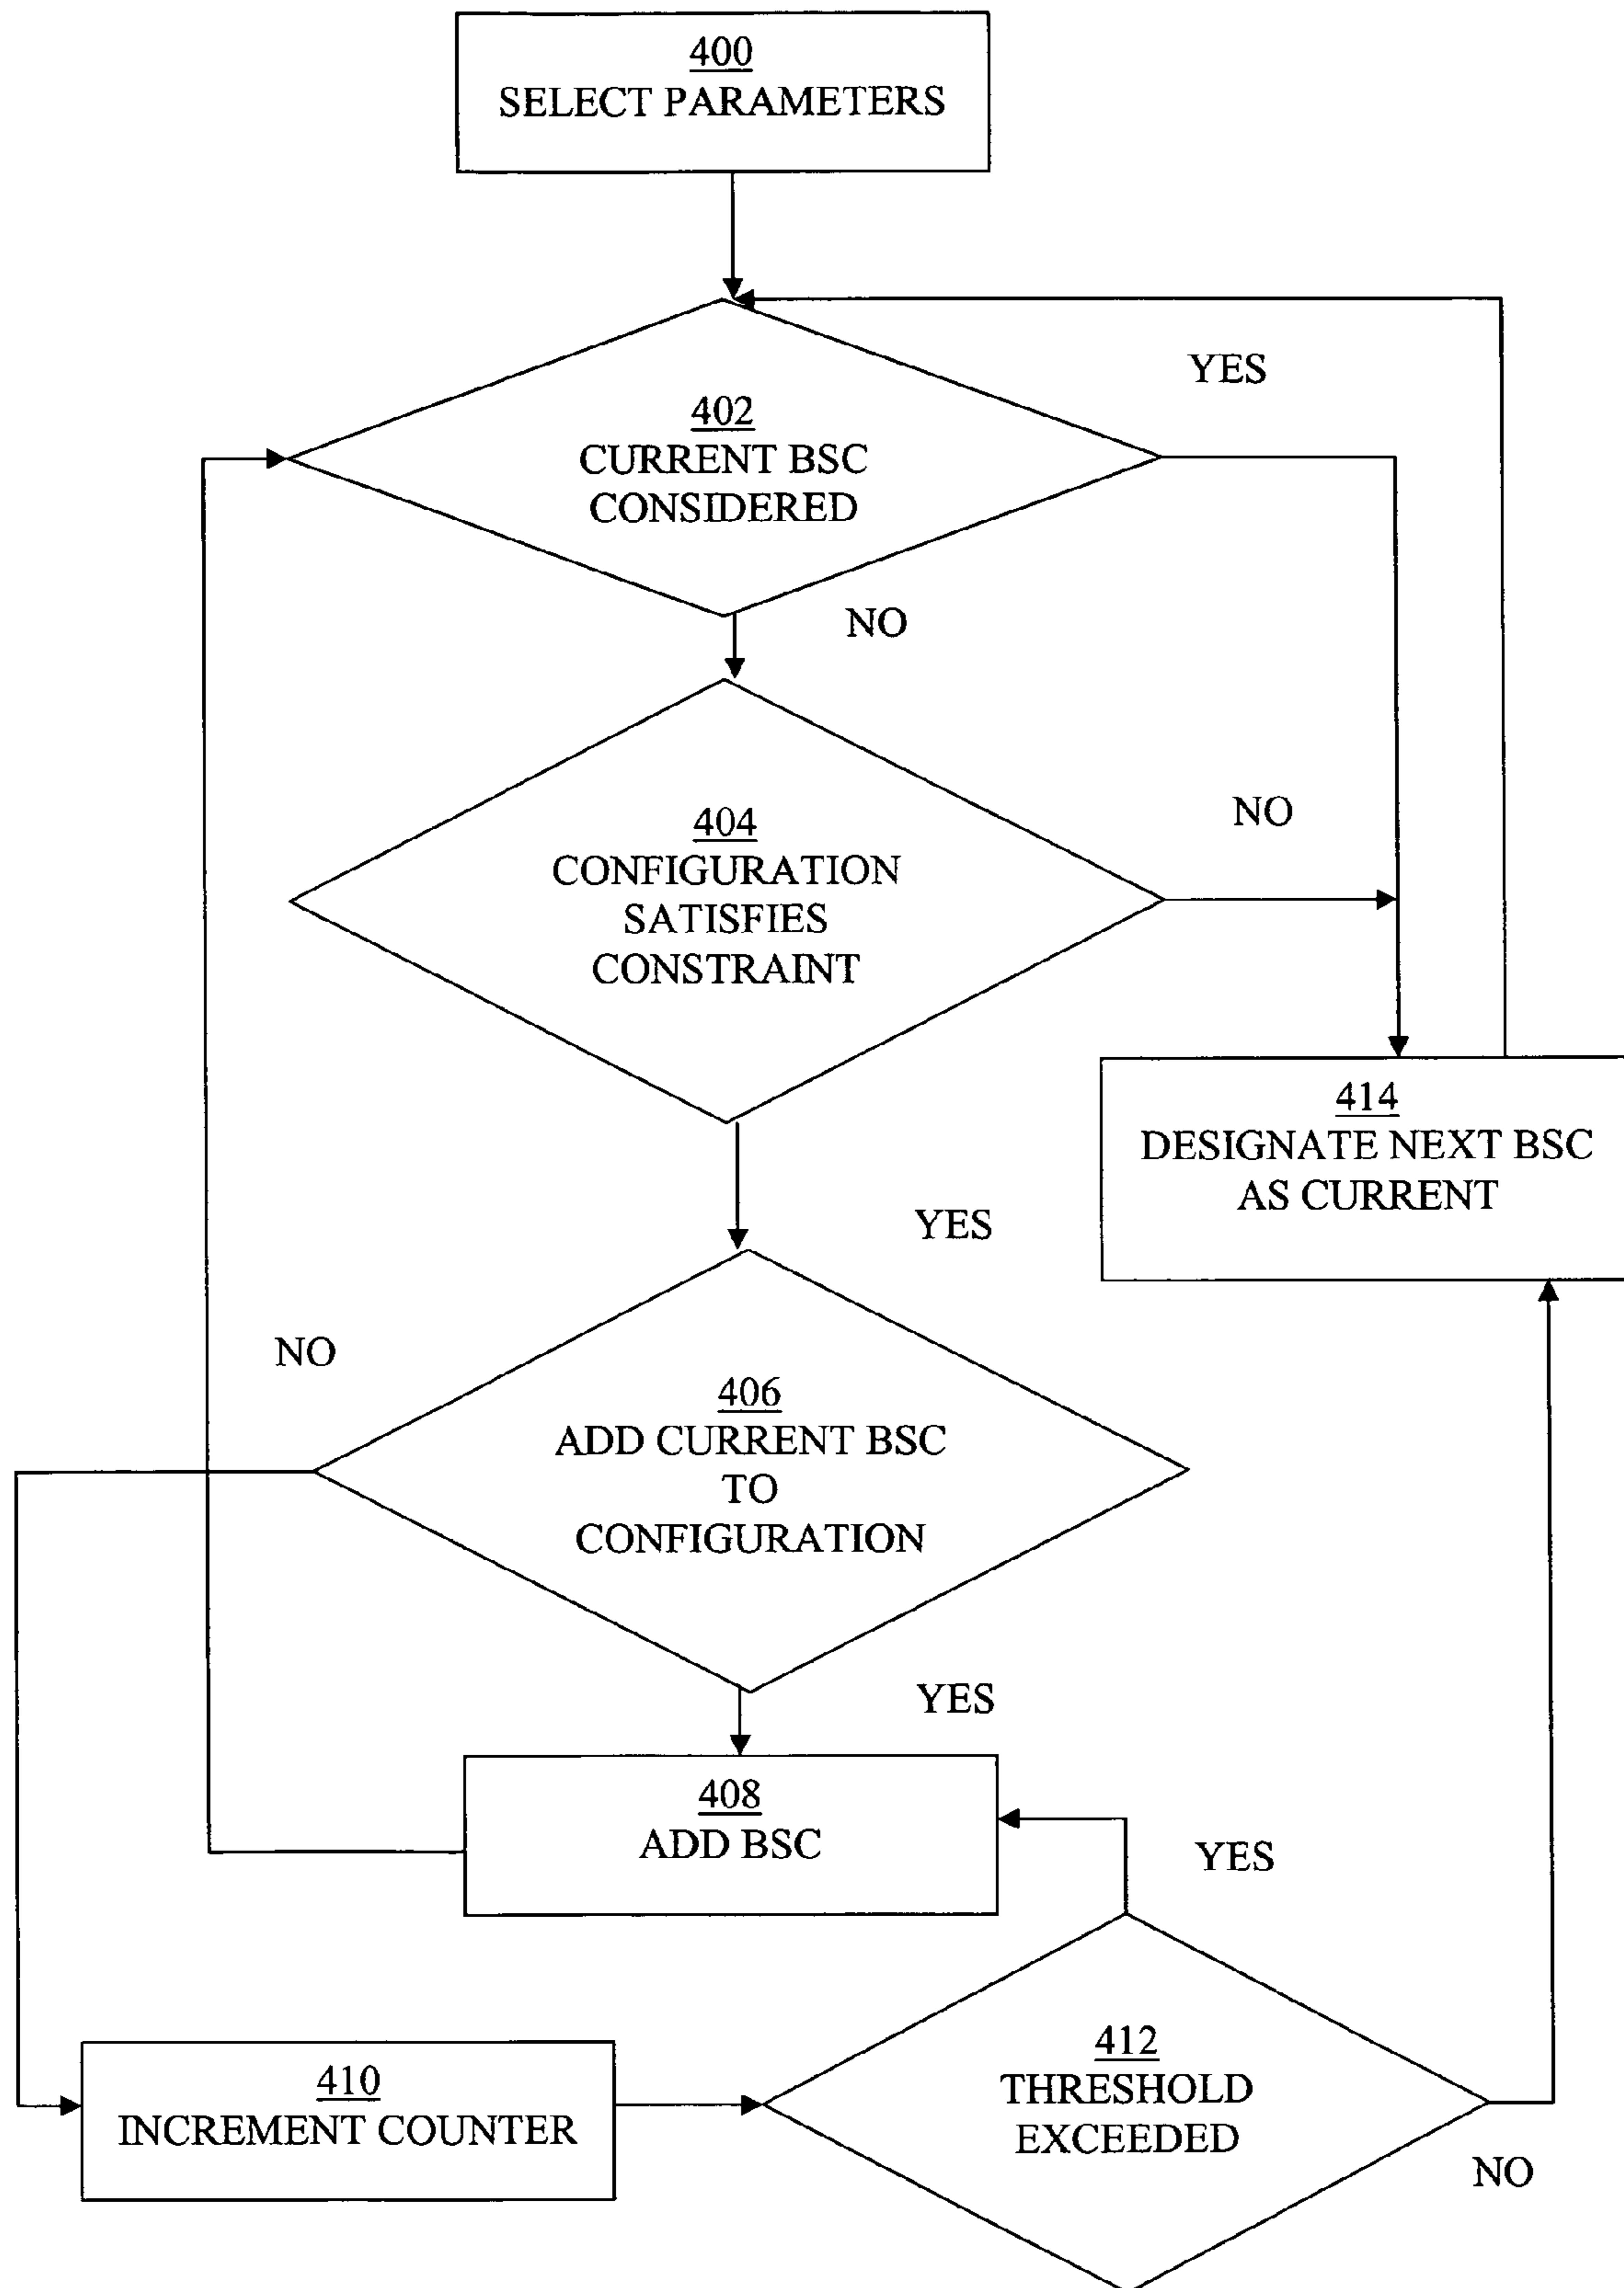 400
SELECT PARAMETERS
YES
402
CURRENT BSC
CONSIDERED
NO
404
CONFIGURATION
SATISFIES
CONSTRAINT
NO
414
DESIGNATE NEXT BSC
AS CURRENT
YES
NO
406
ADD CURRENT BSC
TO
CONFIGURATION
YES
408
ADD BSC
YES
410
INCREMENT COUNTER
412
THRESHOLD
EXCEEDED
NO